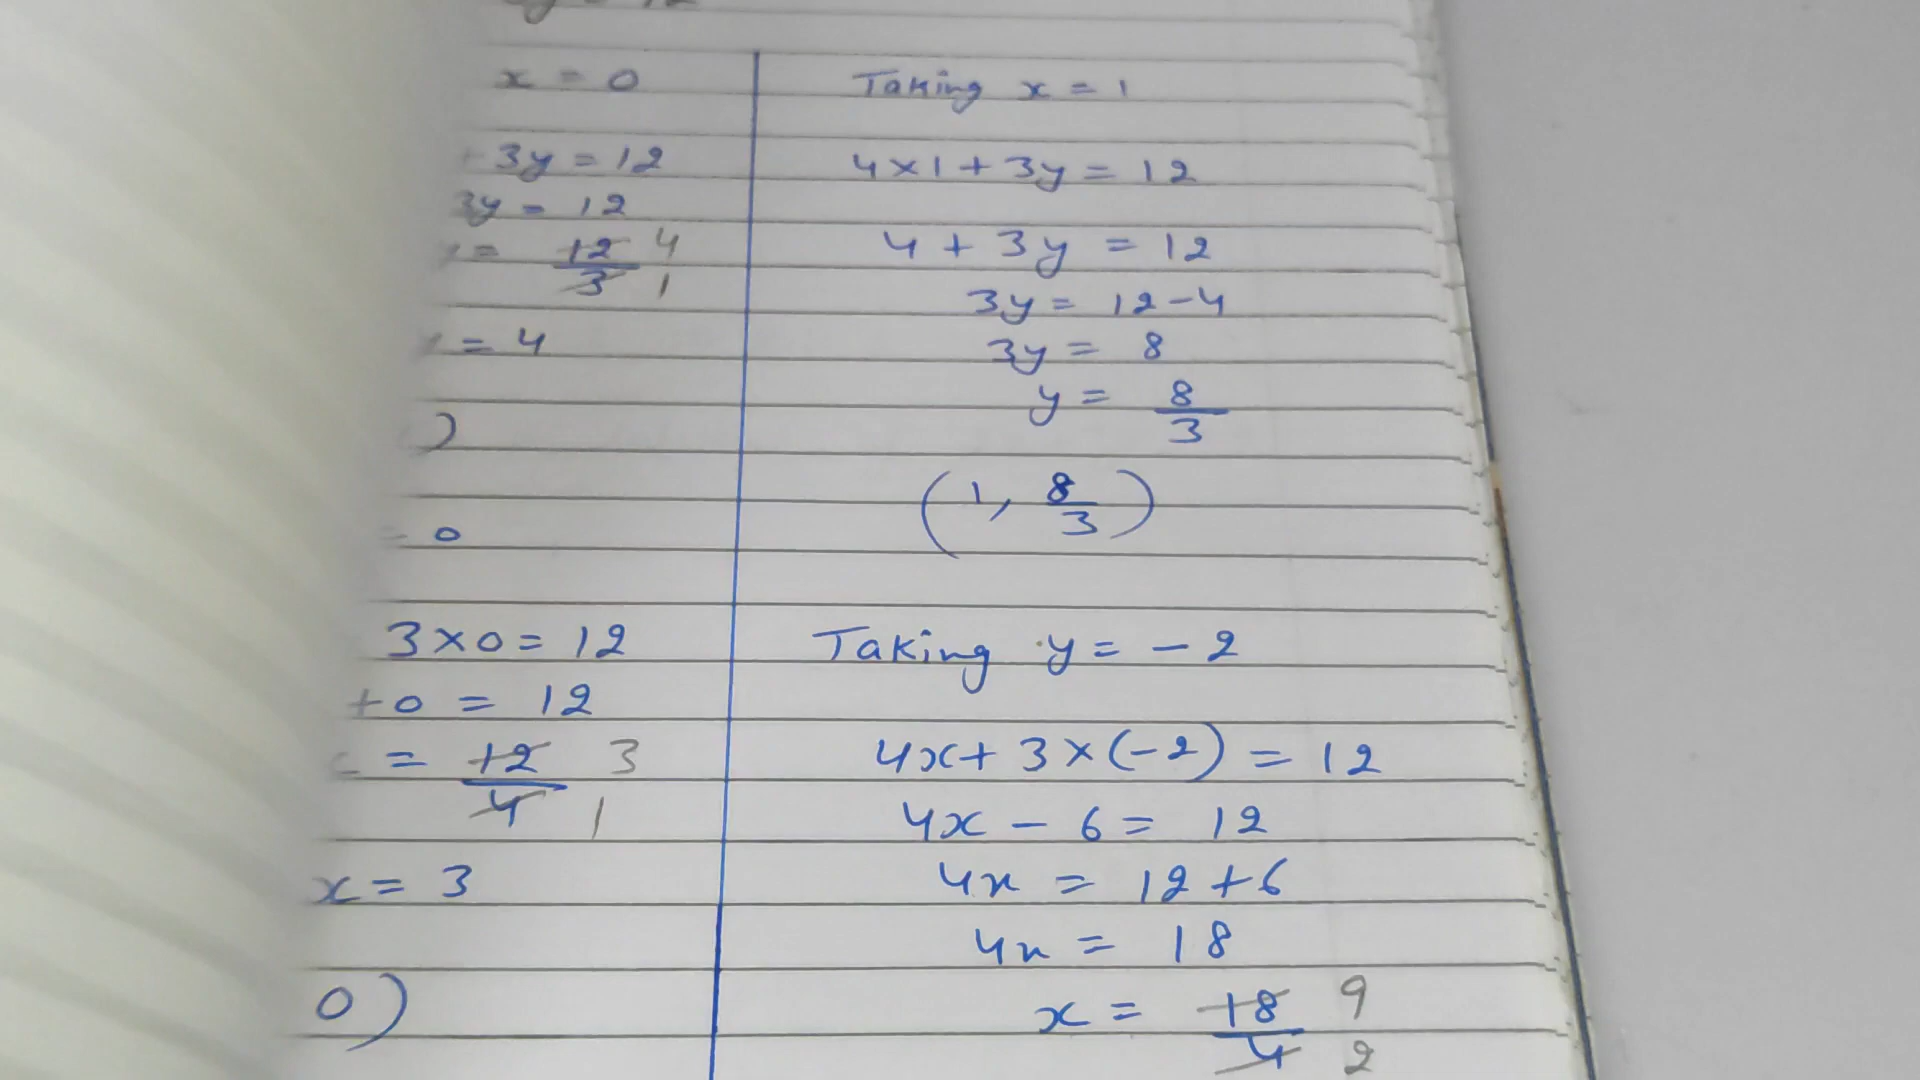 x = 0
+ 3y = 12
3y = 12
= 12/3 4 1
= 4
)
= 0
3 × 0 = 12
+ 0 = 12
= 12/4 3 1
x = 3
0)
Taking x = 1
4 × 1 + 3y = 12
4 + 3y = 12
3y = 12 - 4
3y = 8
y = 8/3
(1, 8/3)
Taking y = - 2
4x + 3 × (-2) = 12
4x - 6 = 12
4x = 12 + 6
4x = 18
x = 18/4 9 2